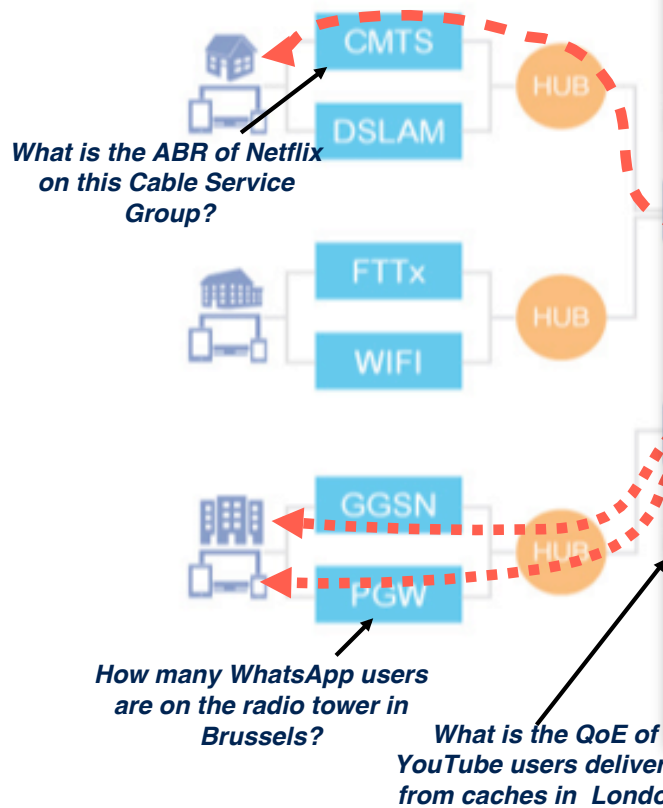 CMTS
HUB
DSLAM
What is the ABR of Netflix
on this Cable Service
Group?
FTTx
HUB
WIFI
GGSN
HUB
PGW
How many WhatsApp users
are on the radio tower in
Brussels?
What is the QoE of
YouTube users deliver
from caches in Londo